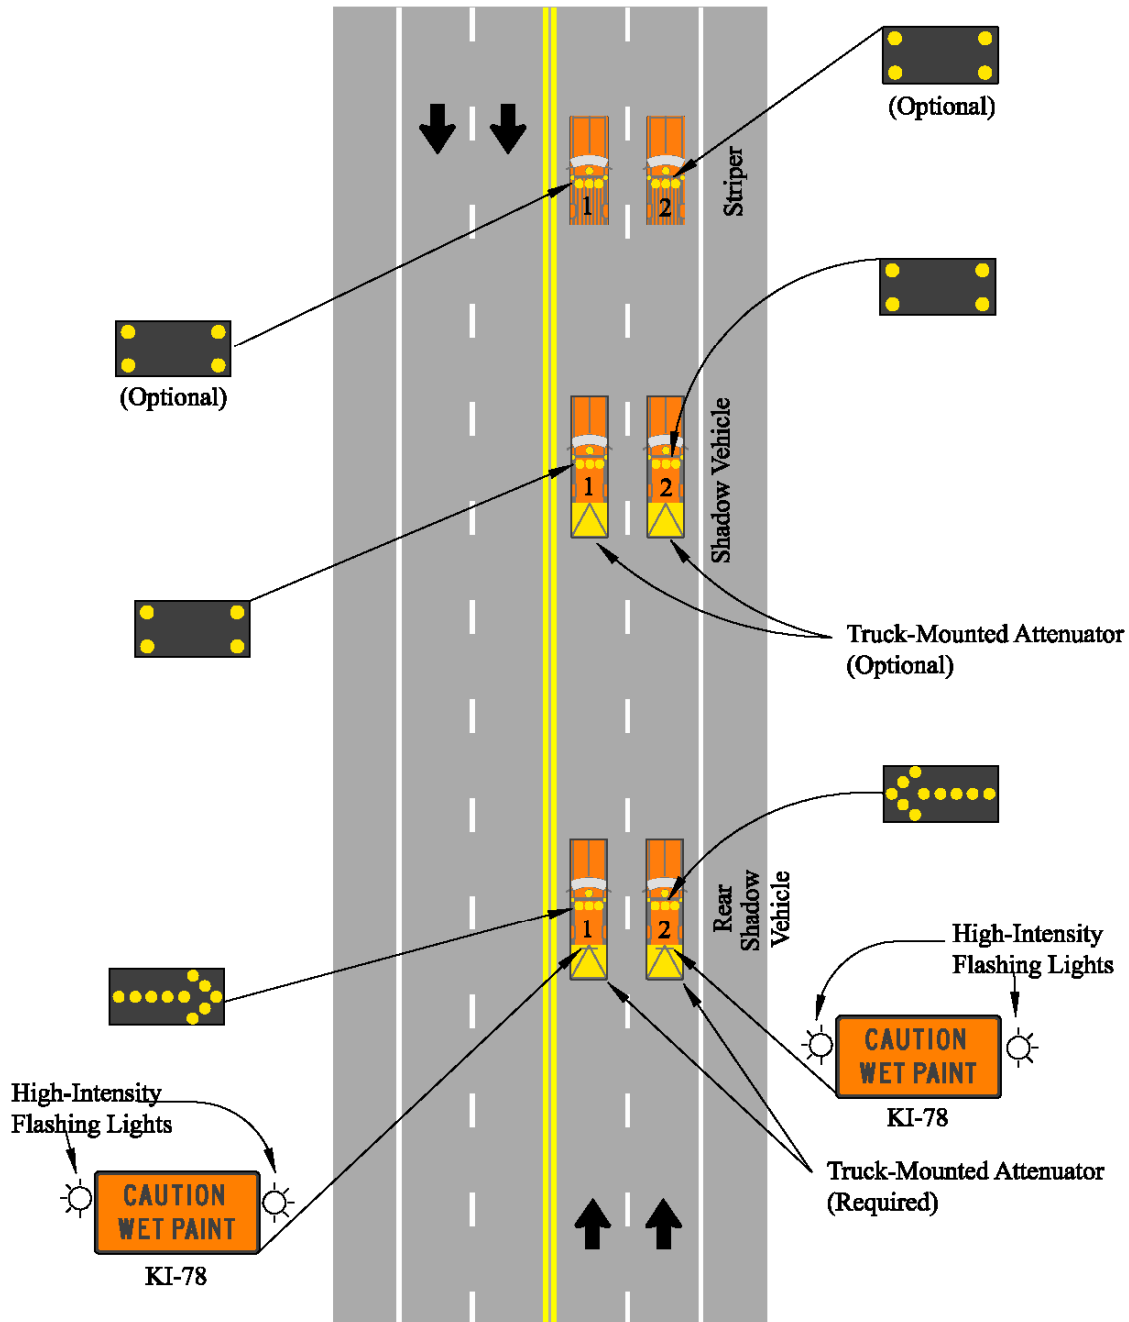 (Optional)
Striper
1
2
(Optional)
Shadow Vehicle
1
2
Truck-Mounted Attenuator
(Optional)
Rear
Shadow
Vehicle
1
2
High-Intensity
Flashing Lights
CAUTION
WET PAINT
KI-78
High-Intensity
Flashing Lights
Truck-Mounted Attenuator
(Required)
CAUTION
WET PAINT
KI-78